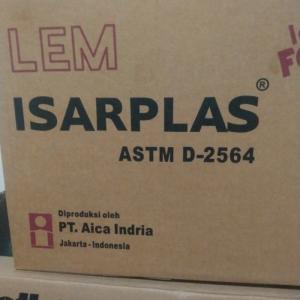 LEM
ISARPLAS®
ASTM D-2564
Diproduksi oleh
PT. Aica Indria
Jakarta - Indonesia